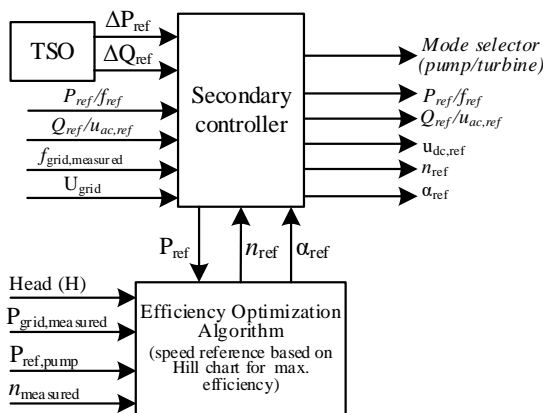 TSO
ΔP_ref
ΔQ_ref
P_ref/f_ref
Q_ref/u_ac,ref
f_grid,measured
U_grid
Secondary
controller
Mode selector
(pump/turbine)
P_ref/f_ref
Q_ref/u_ac,ref
u_dc,ref
n_ref
α_ref
P_ref
n_ref
α_ref
Head (H)
P_grid,measured
P_ref,pump
n_measured
Efficiency Optimization
Algorithm
(speed reference based on
Hill chart for max.
efficiency)